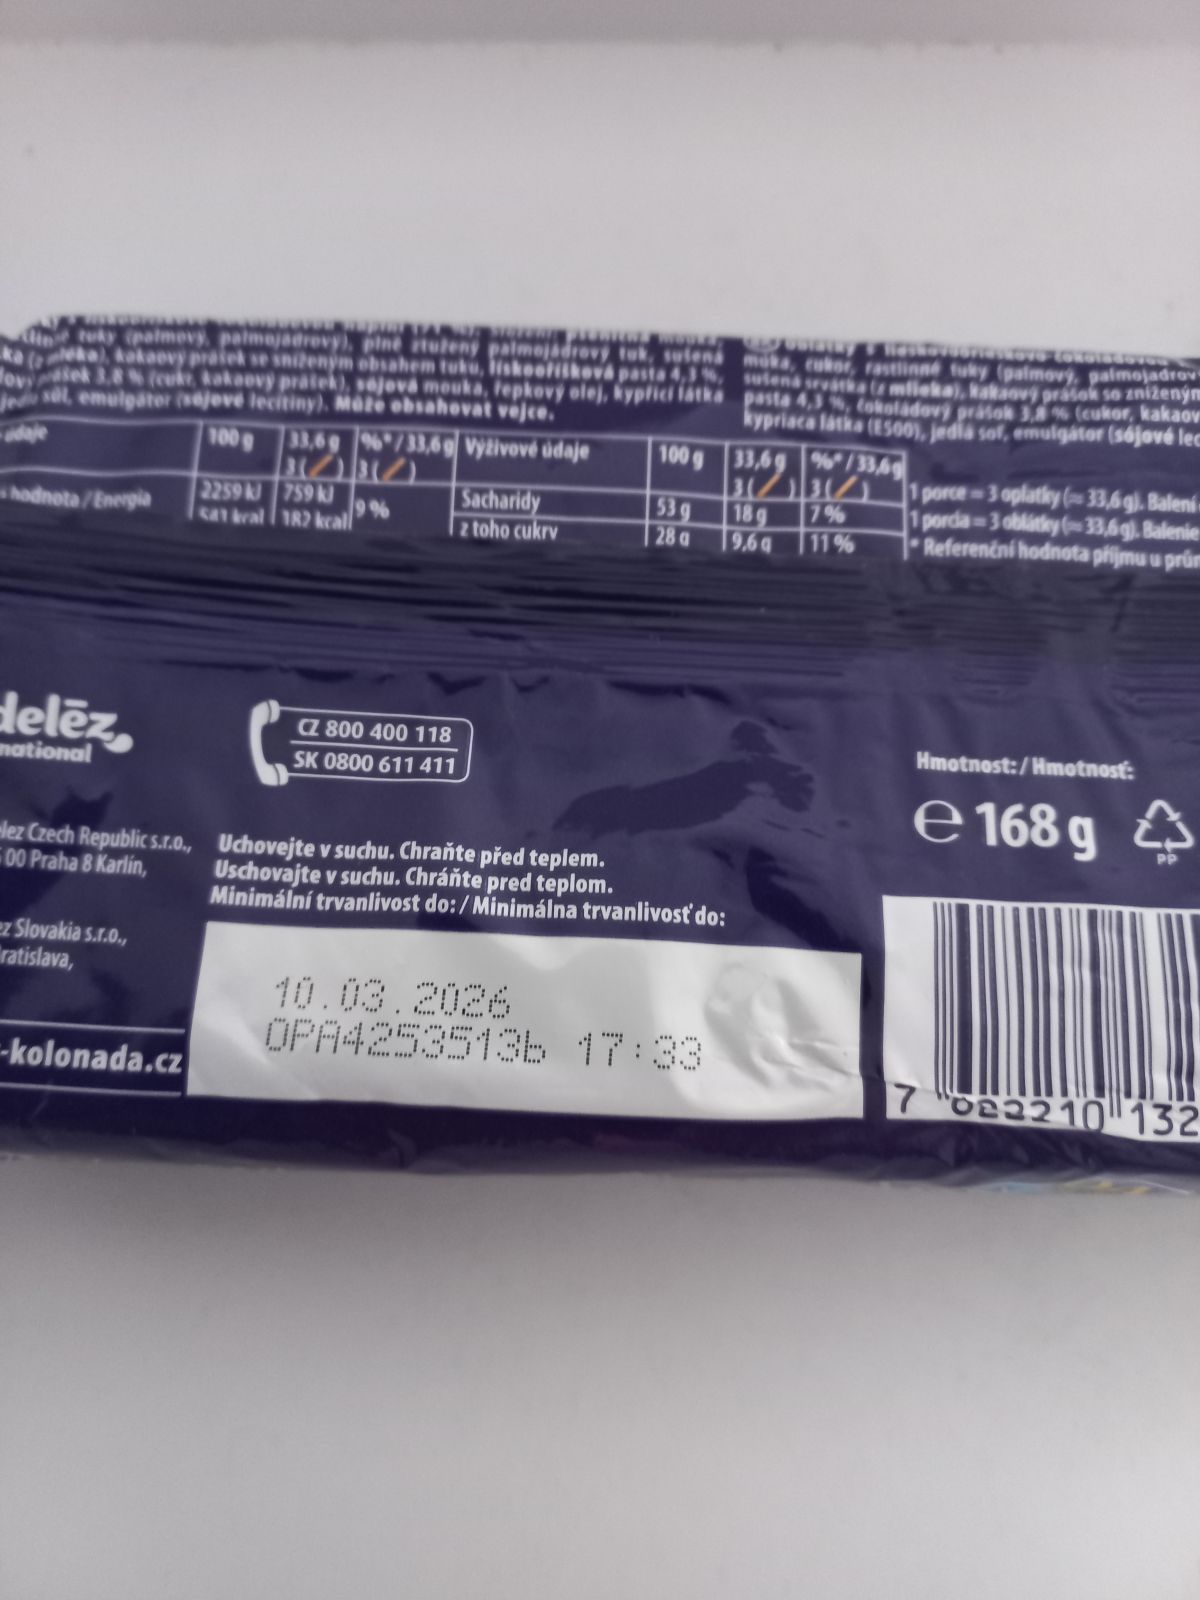 tuky (palmový, palmojádrový), plně ztužený palmojádrový tuk, sušená
kakaový prášek se sníženým obsahem tuku, lískooříšková pasta 4,3 %,
3,8 % (cukr, kakaový prášek), sójová mouka, řepkový olej, kypřicí látka
sůl, emulgátor (sójové lecitiny). Může obsahovat vejce.
muka, cukor, rastlinné tuky (palmový, palmojadrov
sušená srvátka (z mlieka), kakaový prášok so zníženým
pasta 4,3 %, čokoládový prášok 3,8 % (cukor, kakaov
kypriaca látka (E500), jedlá soľ, emulgátor (sójové le
100 g 33,6 g %*/33,6 g Výživové údaje 100 g 33,6 g %*/33,6 g
3( ) 3( ) 3( ) 3( )
hodnota / Energia 2259 kJ 759 kJ 9 % Sacharidy 53 g 18 g 7 %
541 kcal 182 kcal z toho cukry 28 g 9,6 g 11 %
1 porce = 3 oplatky (= 33,6 g). Balení
1 porcia = 3 oblátky (= 33,6 g). Balenie
* Referenční hodnota příjmu u prům
delēz
national
CZ 800 400 118
SK 0800 611 411
Hmotnost: / Hmotnosť:
e 168 g
PP
lez Czech Republic s.r.o.,
00 Praha 8 Karlín,
ez Slovakia s.r.o.,
ratislava,
-kolonada.cz
Uchovejte v suchu. Chraňte před teplem.
Uschovajte v suchu. Chráňte pred teplom.
Minimální trvanlivost do: / Minimálna trvanlivosť do:
10.03.2026
OPA4253513b 17:33
7 622210 132